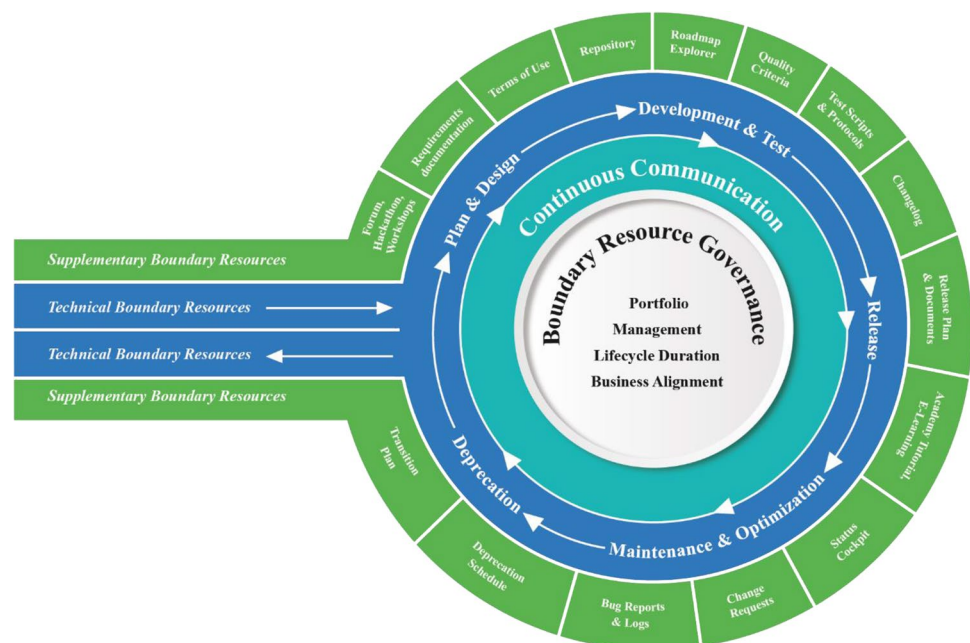 Supplementary Boundary Resources
Technical Boundary Resources
Technical Boundary Resources
Supplementary Boundary Resources
Forum,
Hackathon,
Workshops
Requirements
documentation
Terms of Use
Repository
Roadmap
Explorer
Quality
Criteria
Test Scripts
& Protocols
Changelog
Release Plan
& Documents
Academy Tutorial,
E-Learning
Status
Cockpit
Change
Requests
Bug Reports
& Logs
Deprecation
Schedule
Transition
Plan
Plan & Design
Development & Test
Release
Maintenance & Optimization
Deprecation
Continuous Communication
Boundary Resource Governance
Portfolio
Management
Lifecycle Duration
Business Alignment